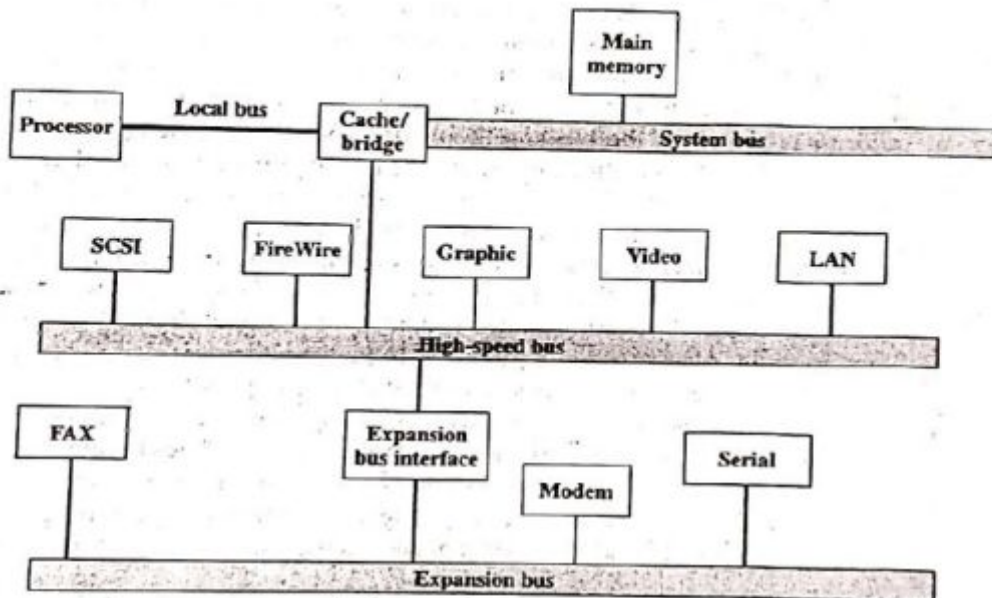 Main
memory
Local bus
Processor
Cache/
bridge
System bus
SCSI
FireWire
Graphic
Video
LAN
High-speed bus
FAX
Expansion
bus interface
Serial
Modem
Expansion bus